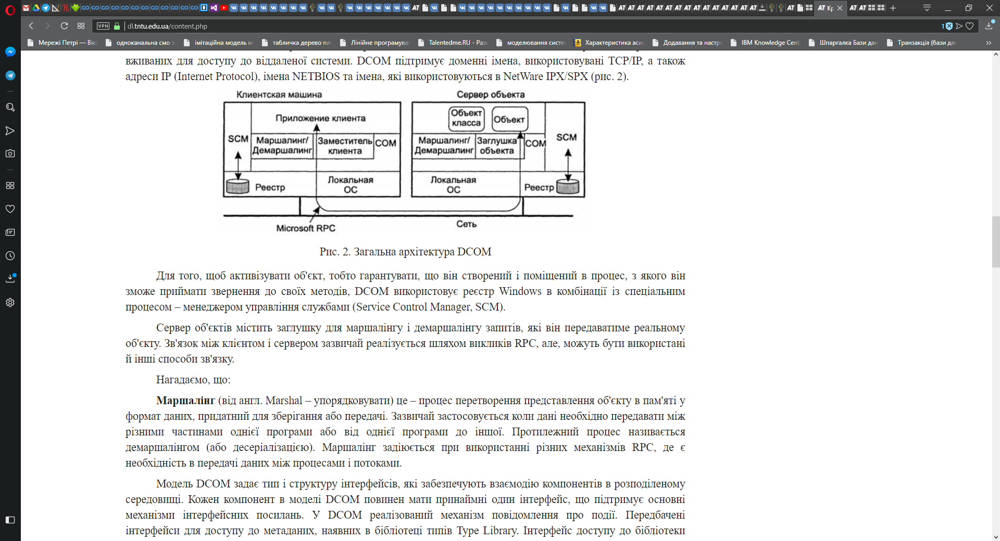 Кр
VPN
dl.tntu.edu.ua/content.php
1
Мережі Петрі — Вікі
одноканальна смо з
імітаційна модель м
табличка дерево пл
Лінійне програмува
Talentedme.RU - Раз
моделювання систе
Характеристика аси
Додавання та настро
IBM Knowledge Cent
Шпаргалка Бази дан
Транзакція (бази да
вживаних для доступу до віддаленої системи. DCOM підтримує доменні імена, використовувані TCP/IP, а також
адреси IP (Internet Protocol), імена NETBIOS та імена, які використовуються в NetWare IPX/SPX (рис. 2).
Клиентская машина
Сервер объекта
Приложение клиента
SCM
Маршалинг/
Демаршалинг
Заместитель
клиента
COM
Реестр
Локальная
ОС
Объект
класса
Объект
Маршалинг/
Демаршалинг
Заглушка
объекта
COM
SCM
Локальная
ОС
Реестр
Microsoft RPC
Сеть
Рис. 2. Загальна архітектура DCOM
Для того, щоб активізувати об'єкт, тобто гарантувати, що він створений і поміщений в процес, з якого він
зможе приймати звернення до своїх методів, DCOM використовує реєстр Windows в комбінації із спеціальним
процесом – менеджером управління службами (Service Control Manager, SCM).
Сервер об'єктів містить заглушку для маршалінгу і демаршалінгу запитів, які він передаватиме реальному
об'єкту. Зв'язок між клієнтом і сервером зазвичай реалізується шляхом викликів RPC, але, можуть бути використані
й інші способи зв'язку.
Нагадаємо, що:
Маршалінг (від англ. Marshal – упорядковувати) це – процес перетворення представлення об'єкту в пам'яті у
формат даних, придатний для зберігання або передачі. Зазвичай застосовується коли дані необхідно передавати між
різними частинами однієї програми або від однієї програми до іншої. Протилежний процес називається
демаршалінгом (або десеріалізацією). Маршалінг задіюється при використанні різних механізмів RPC, де є
необхідність в передачі даних між процесами і потоками.
Модель DCOM задає тип і структуру інтерфейсів, які забезпечують взаємодію компонентів в розподіленому
середовищі. Кожен компонент в моделі DCOM повинен мати принаймні один інтерфейс, що підтримує основні
механізми інтерфейсних посилань. У DCOM реалізований механізм повідомлення про події. Передбачені
інтерфейси для доступу до метаданих, наявних в бібліотеці типів Type Library. Інтерфейс доступу до бібліотеки